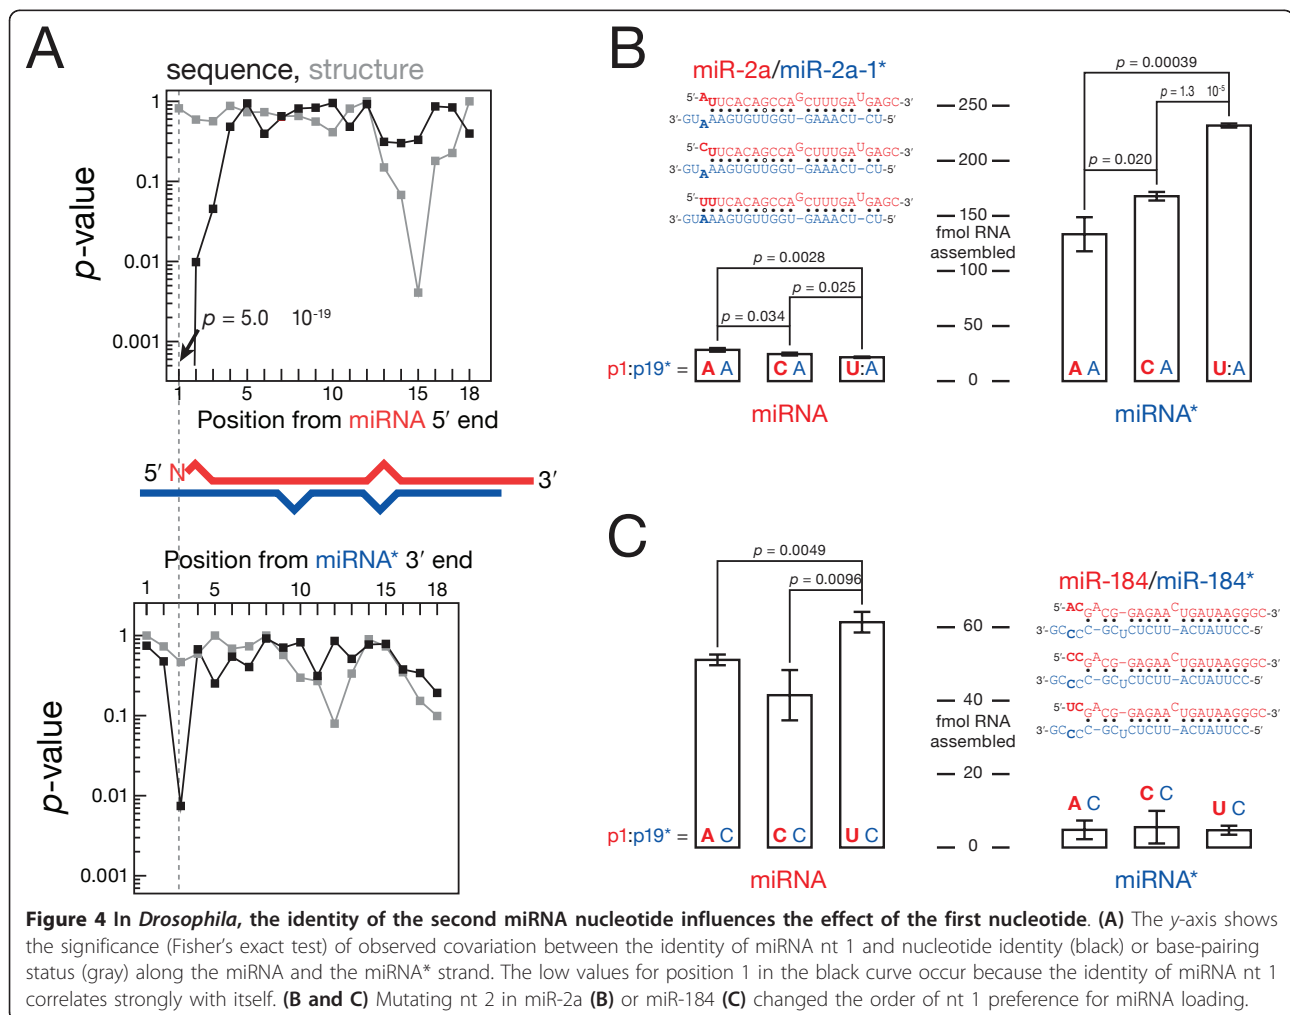 A
sequence, structure
p-value
1
0.1
0.01
0.001
p = 5.0 10-19
1 5 10 15 18
Position from miRNA 5′ end
5′ N 3′
Position from miRNA* 3′ end
1 5 10 15 18
p-value
1
0.1
0.01
0.001
B
miR-2a/miR-2a-1*
5′-AUUCACAGCCAGCUUUGAUGAGC-3′
3′-GUAAAGUGUUGGU-GAAACU-CU-5′
5′-CUUCACAGCCAGCUUUGAUGAGC-3′
3′-GUAAAGUGUUGGU-GAAACU-CU-5′
5′-UUUCACAGCCAGCUUUGAUGAGC-3′
3′-GUAAAGUGUUGGU-GAAACU-CU-5′
p = 0.0028
p = 0.025
p = 0.034
p1:p19* = A A C A U:A
miRNA
250
200
150
fmol RNA
assembled
100
50
0
p = 0.00039
p = 1.3 10-5
p = 0.020
A A C A U:A
miRNA*
C
p = 0.0049
p = 0.0096
p1:p19* = A C C C U C
miRNA
60
40
fmol RNA
assembled
20
0
miR-184/miR-184*
5′-ACGACG-GAGAACUGAUAAGGGC-3′
3′-GCCCC-GCUCUCUU-ACUAUUCC-5′
5′-CCGACG-GAGAACUGAUAAGGGC-3′
3′-GCCCC-GCUCUCUU-ACUAUUCC-5′
5′-UCGACG-GAGAACUGAUAAGGGC-3′
3′-GCCCC-GCUCUCUU-ACUAUUCC-5′
A C C C U C
miRNA*
Figure 4 In Drosophila, the identity of the second miRNA nucleotide influences the effect of the first nucleotide. (A) The y-axis shows
the significance (Fisher's exact test) of observed covariation between the identity of miRNA nt 1 and nucleotide identity (black) or base-pairing
status (gray) along the miRNA and the miRNA* strand. The low values for position 1 in the black curve occur because the identity of miRNA nt 1
correlates strongly with itself. (B and C) Mutating nt 2 in miR-2a (B) or miR-184 (C) changed the order of nt 1 preference for miRNA loading.